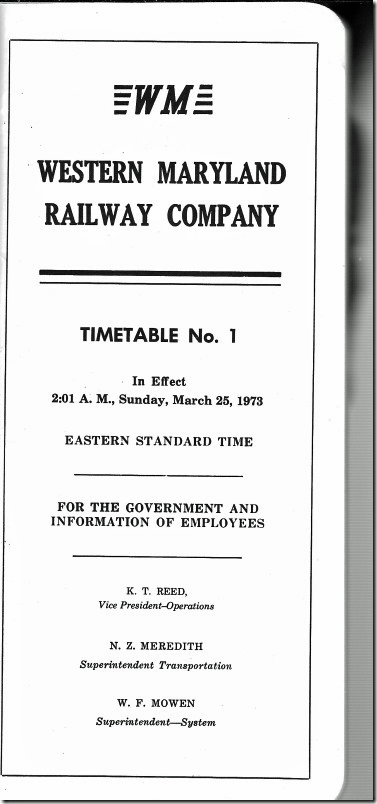 WM
WESTERN MARYLAND
RAILWAY COMPANY
TIMETABLE No. 1
In Effect
2:01 A. M., Sunday, March 25, 1973
EASTERN STANDARD TIME
FOR THE GOVERNMENT AND
INFORMATION OF EMPLOYEES
K. T. REED,
Vice President–Operations
N. Z. MEREDITH
Superintendent Transportation
W. F. MOWEN
Superintendent—System